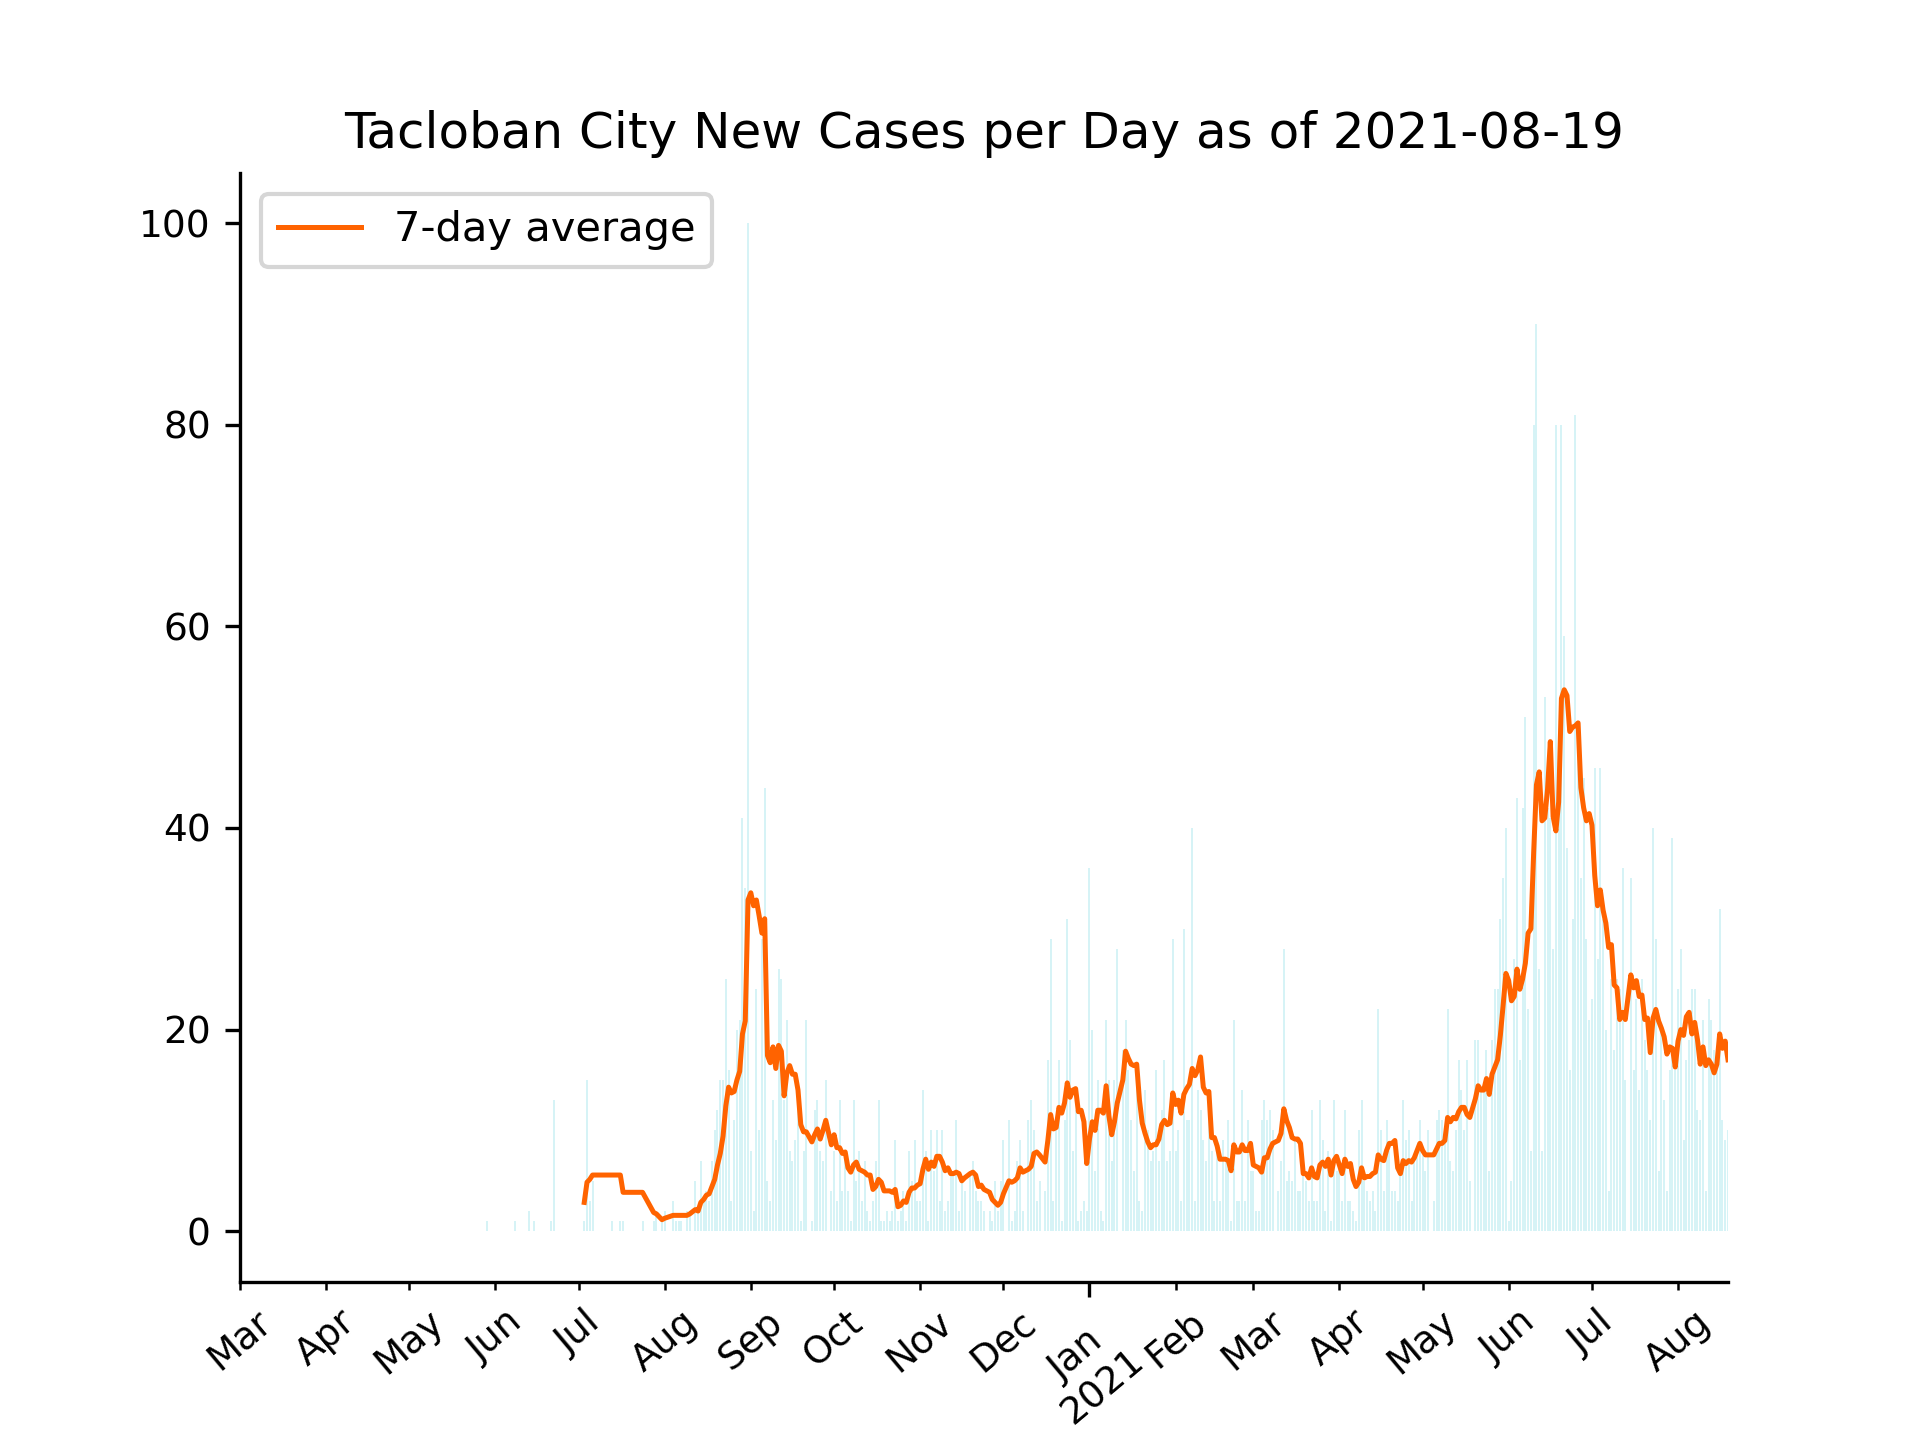 Tacloban City New Cases per Day as of 2021-08-19
7-day average
100
80
60
40
20
0
Mar Apr May Jun Jul Aug Sep Oct Nov Dec Jan Feb Mar Apr May Jun Jul Aug
2021